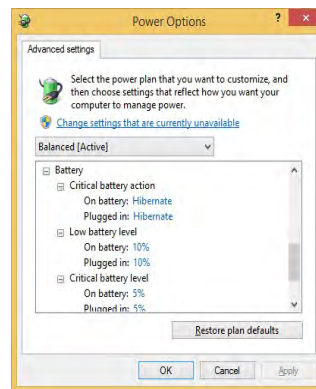 Power Options
?
×
Advanced settings
Select the power plan that you want to customize, and
then choose settings that reflect how you want your
computer to manage power.
Change settings that are currently unavailable
Balanced [Active]
Battery
Critical battery action
On battery: Hibernate
Plugged in: Hibernate
Low battery level
On battery: 10%
Plugged in: 10%
Critical battery level
On battery: 5%
Plugged in: 5%
Restore plan defaults
OK Cancel Apply